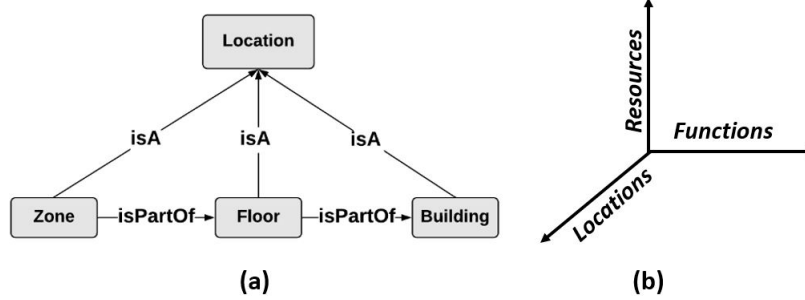 Location
isA
isA
isA
Zone
isPartOf
Floor
isPartOf
Building
(a)
Resources
Functions
Locations
(b)